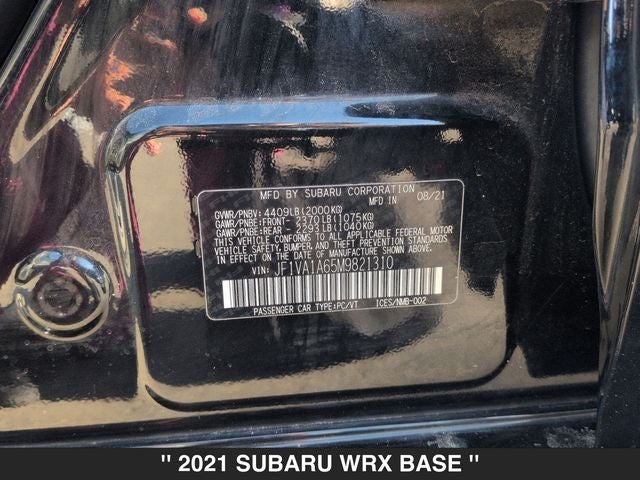 MFD BY SUBARU CORPORATION
MFD IN 08/21
GVWR/PNBV: 4409LB(2000KG)
GAWR/PNBE:FRONT- 2370LB(1075KG)
GAWR/PNBE:REAR - 2293LB(1040KG)
THIS VEHICLE CONFORMS TO ALL APPLICABLE FEDERAL MOTOR
VEHICLE SAFETY, BUMPER, AND THEFT PREVENTION STANDARDS
IN EFFECT ON THE DATE OF MANUFACTURE SHOWN ABOVE.
VIN: JF1VA1A65M9821310
PASSENGER CAR TYPE:PC/VT ICES/NMB-002
" 2021 SUBARU WRX BASE "